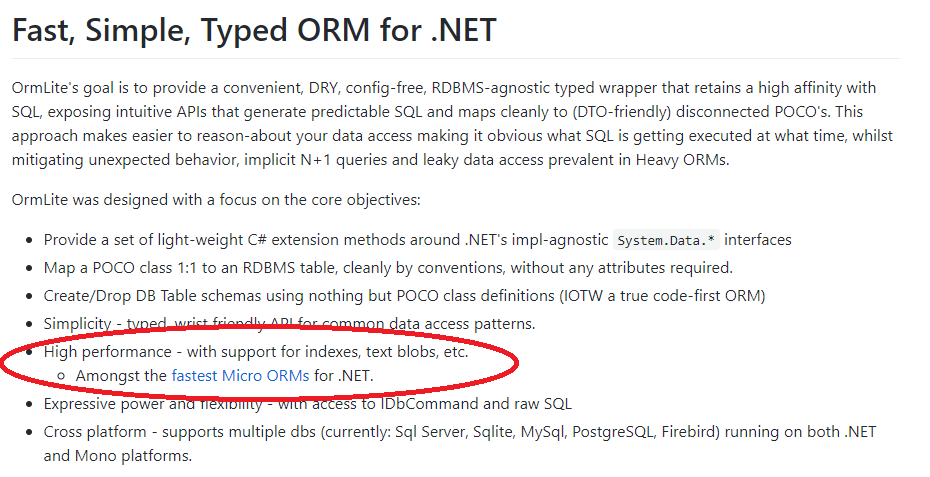 Fast, Simple, Typed ORM for .NET
OrmLite's goal is to provide a convenient, DRY, config-free, RDBMS-agnostic typed wrapper that retains a high affinity with
SQL, exposing intuitive APIs that generate predictable SQL and maps cleanly to (DTO-friendly) disconnected POCO's. This
approach makes easier to reason-about your data access making it obvious what SQL is getting executed at what time, whilst
mitigating unexpected behavior, implicit N+1 queries and leaky data access prevalent in Heavy ORMs.
OrmLite was designed with a focus on the core objectives:
• Provide a set of light-weight C# extension methods around .NET's impl-agnostic System.Data.* interfaces
• Map a POCO class 1:1 to an RDBMS table, cleanly by conventions, without any attributes required.
• Create/Drop DB Table schemas using nothing but POCO class definitions (IOTW a true code-first ORM)
• Simplicity - typed, wrist friendly API for common data access patterns.
• High performance - with support for indexes, text blobs, etc.
◦ Amongst the fastest Micro ORMs for .NET.
• Expressive power and flexibility - with access to IDbCommand and raw SQL
• Cross platform - supports multiple dbs (currently: Sql Server, Sqlite, MySql, PostgreSQL, Firebird) running on both .NET
and Mono platforms.